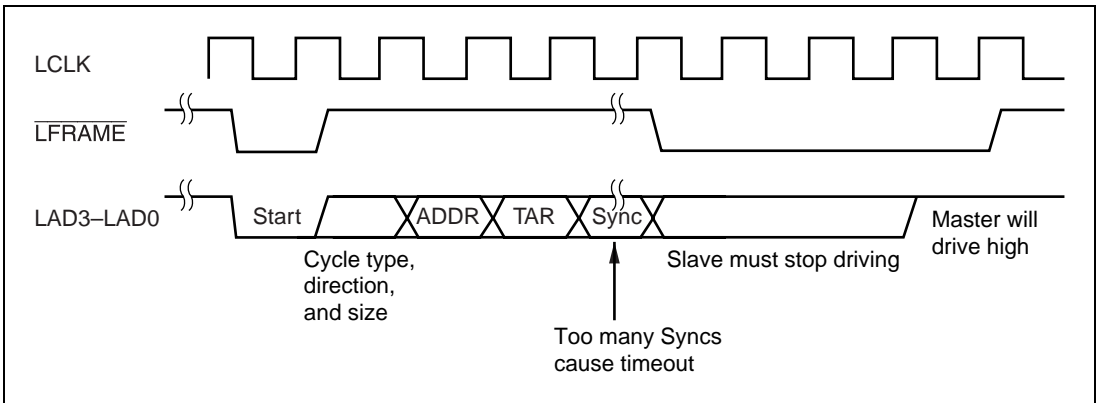 LCLK
LFRAME
LAD3–LAD0
Start
ADDR
TAR
Sync
Master will
drive high
Cycle type,
direction,
and size
Slave must stop driving
Too many Syncs
cause timeout